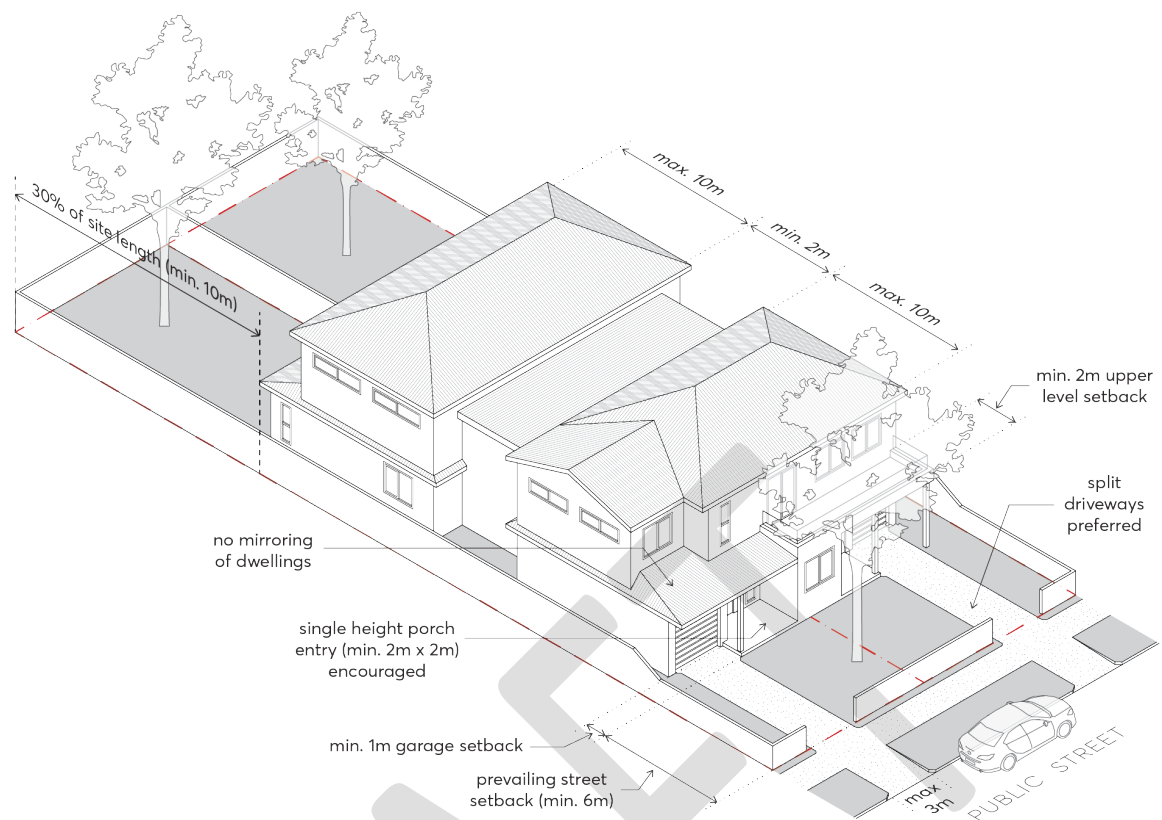 30% of site length (min. 10m)
max. 10m
min. 2m
max. 10m
min. 2m upper
level setback
split
driveways
preferred
no mirroring
of dwellings
single height porch
entry (min. 2m x 2m)
encouraged
min. 1m garage setback
prevailing street
setback (min. 6m)
max
3m
PUBLIC STREET